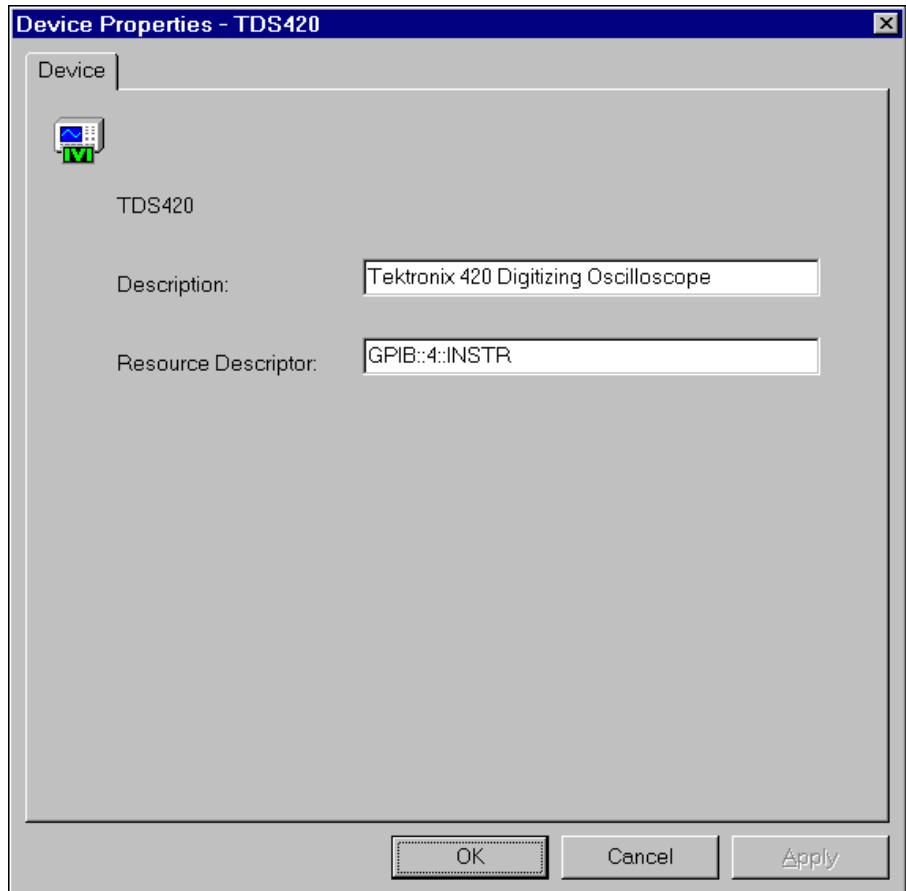 Device Properties - TDS420
Device
IVI
TDS420
Description:
Tektronix 420 Digitizing Oscilloscope
Resource Descriptor:
GPIB::4::INSTR
OK
Cancel
Apply